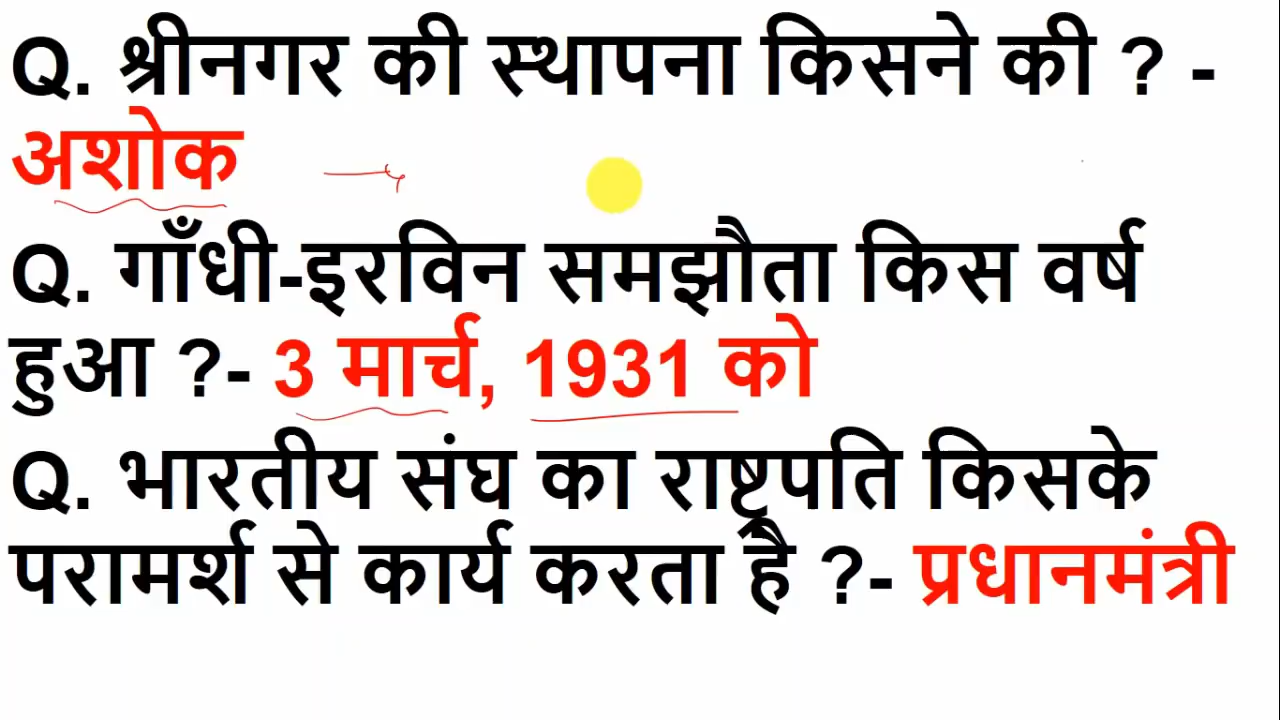 Q. श्रीनगर की स्थापना किसने की ? -
अशोक
Q. गाँधी-इरविन समझौता किस वर्ष
हुआ ?- 3 मार्च, 1931 को
Q. भारतीय संघ का राष्ट्रपति किसके
परामर्श से कार्य करता है ?- प्रधानमंत्री